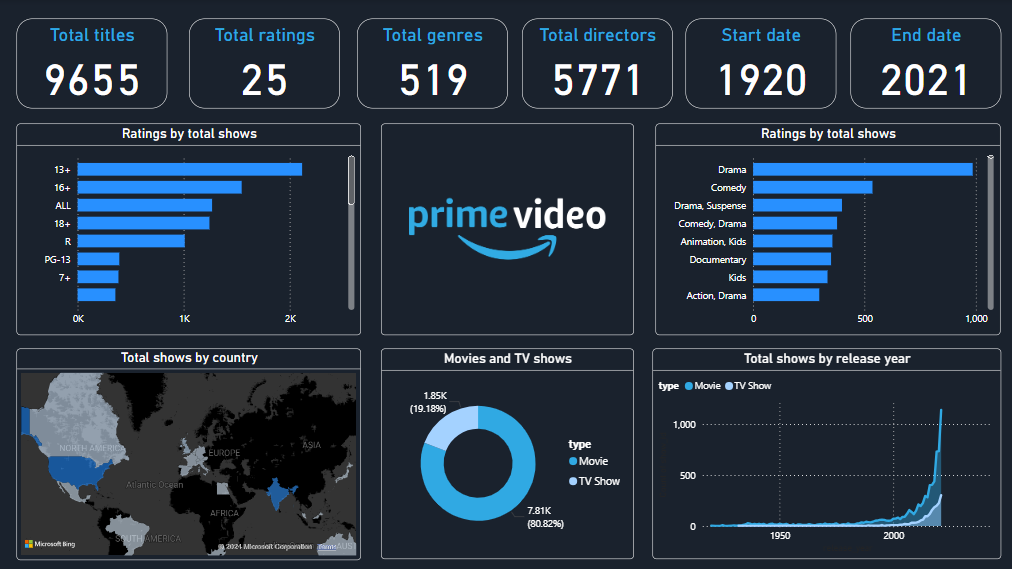 Total titles
9655
Total ratings
25
Total genres
519
Total directors
5771
Start date
1920
End date
2021
Ratings by total shows
13+
16+
ALL
18+
R
PG-13
7+
0K 1K 2K
prime video
Ratings by total shows
Drama
Comedy
Drama, Suspense
Comedy, Drama
Animation, Kids
Documentary
Kids
Action, Drama
0 500 1,000
Total shows by country
NORTH AMERICA
EUROPE
ASIA
Atlantic Ocean
AFRICA
SOUTH AMERICA
AUS
Microsoft Bing
© 2024 Microsoft Corporation Terms
Movies and TV shows
1.85K
(19.18%)
type
Movie
TV Show
7.81K
(80.82%)
Total shows by release year
type Movie TV Show
1,000
500
0
1950 2000